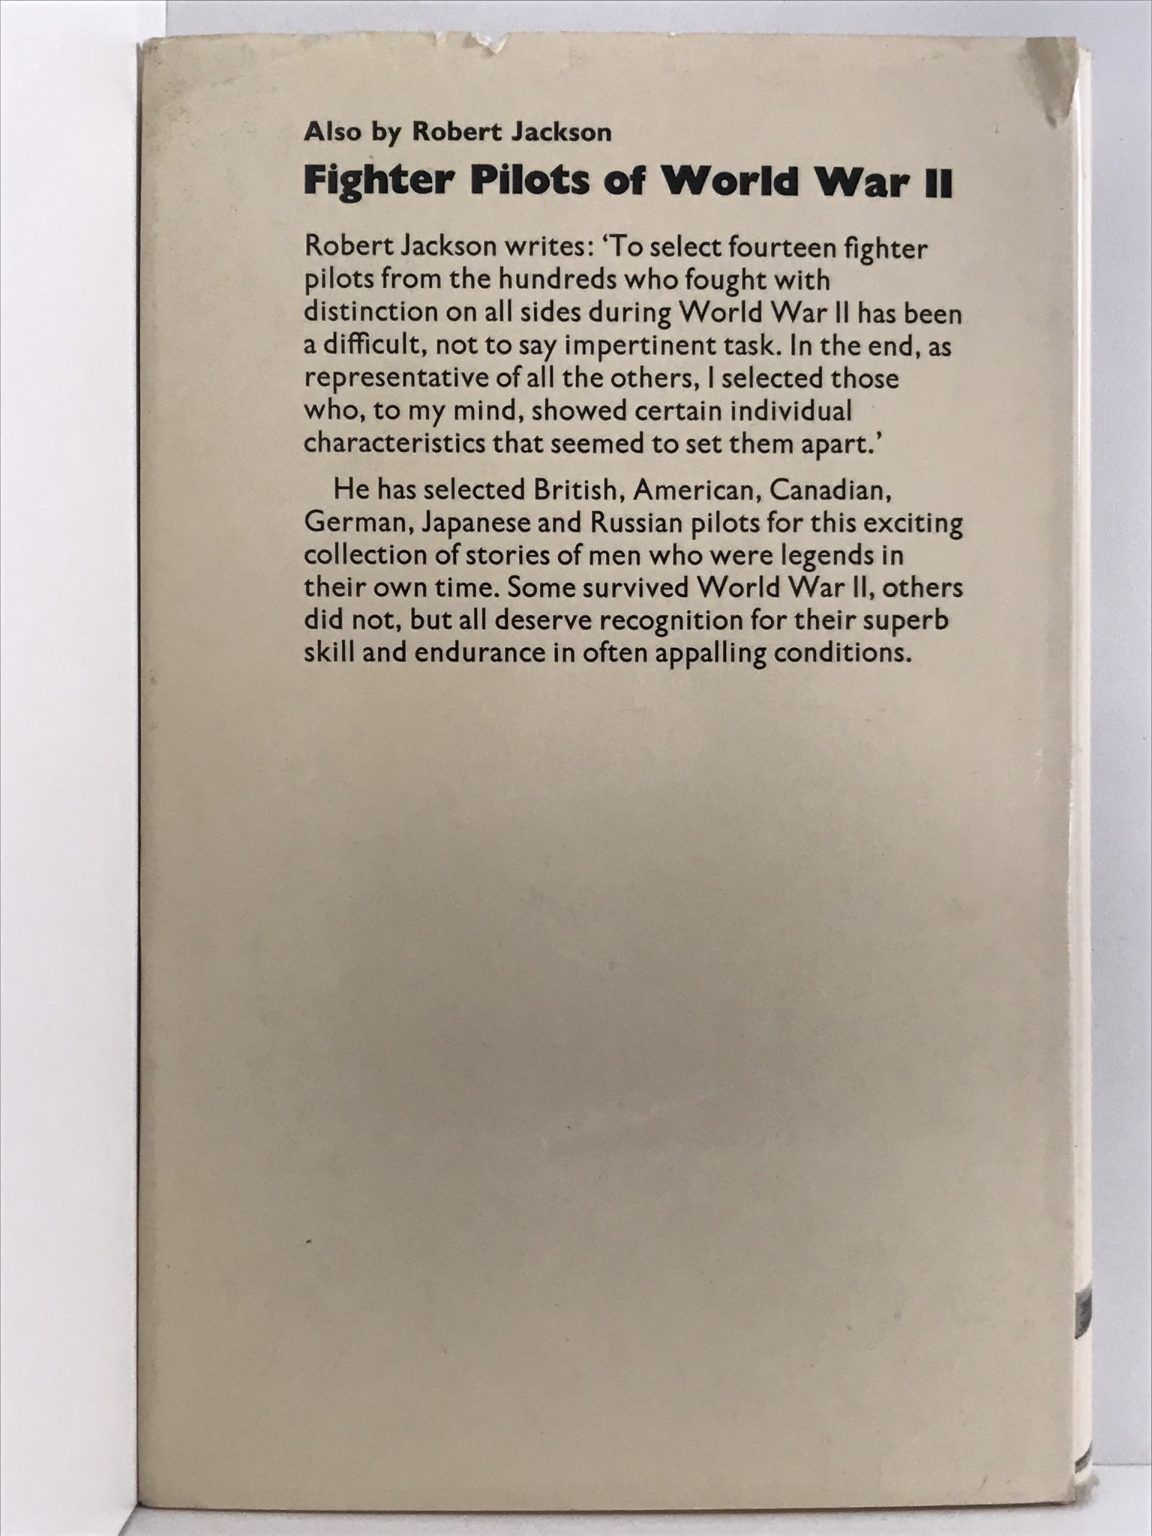 Also by Robert Jackson
Fighter Pilots of World War II
Robert Jackson writes: ‘To select fourteen fighter
pilots from the hundreds who fought with
distinction on all sides during World War II has been
a difficult, not to say impertinent task. In the end, as
representative of all the others, I selected those
who, to my mind, showed certain individual
characteristics that seemed to set them apart.’
He has selected British, American, Canadian,
German, Japanese and Russian pilots for this exciting
collection of stories of men who were legends in
their own time. Some survived World War II, others
did not, but all deserve recognition for their superb
skill and endurance in often appalling conditions.